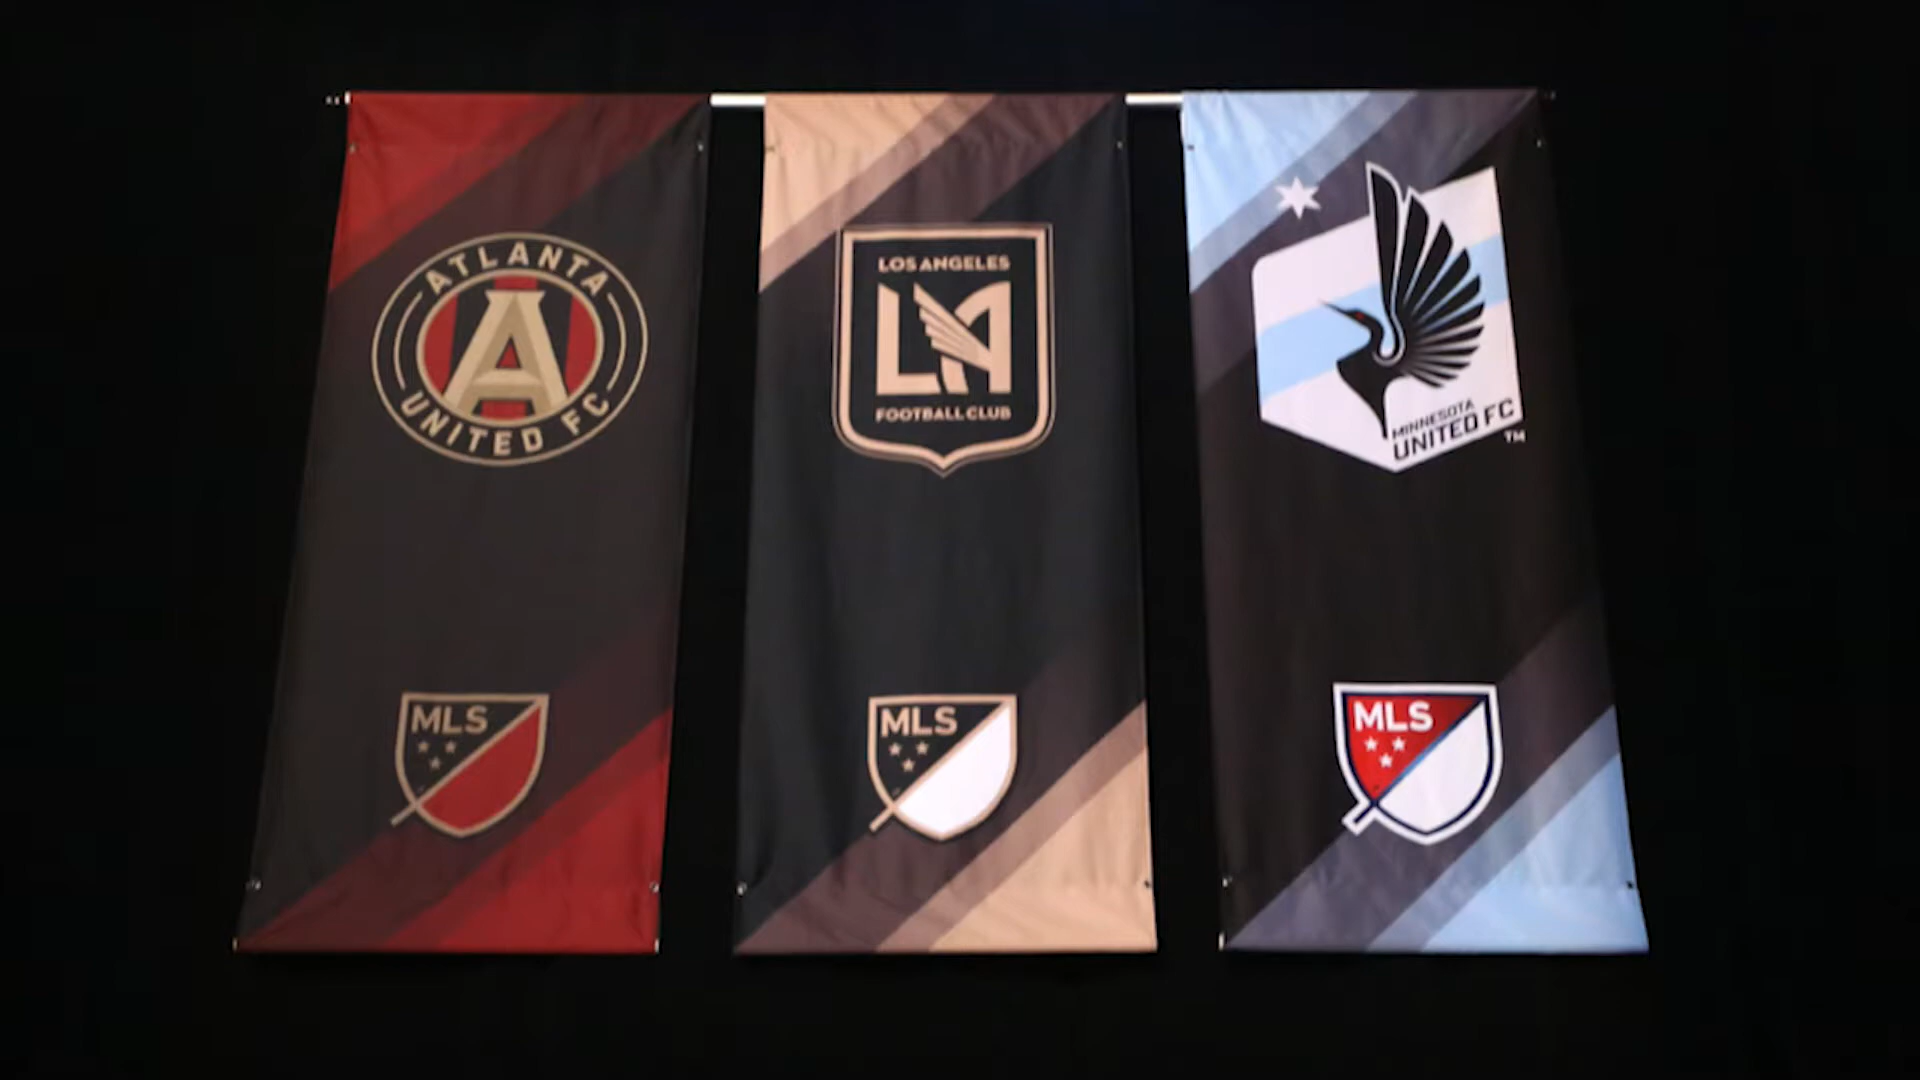 ATLANTA
A
UNITED FC
MLS
LOS ANGELES
LA
FOOTBALL CLUB
MLS
MINNESOTA
UNITED FC
TM
MLS